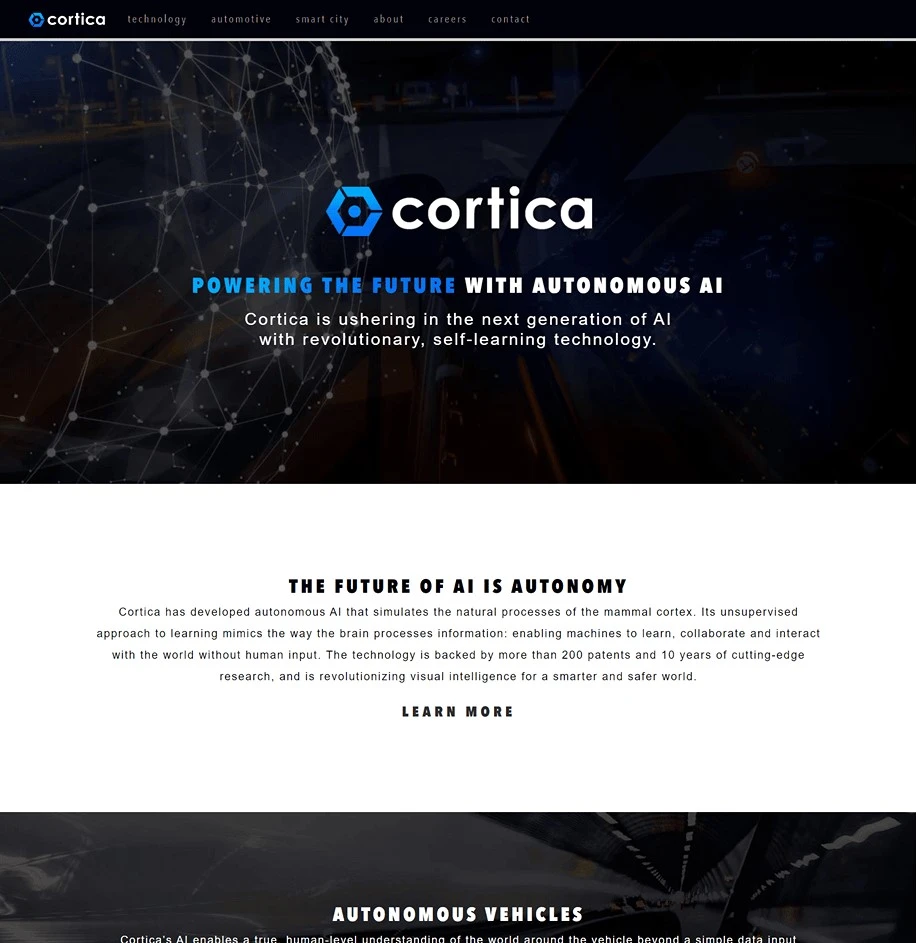 cortica technology automotive smart city about careers contact
cortica
POWERING THE FUTURE WITH AUTONOMOUS AI
Cortica is ushering in the next generation of AI
with revolutionary, self-learning technology.
THE FUTURE OF AI IS AUTONOMY
Cortica has developed autonomous AI that simulates the natural processes of the mammal cortex. Its unsupervised
approach to learning mimics the way the brain processes information: enabling machines to learn, collaborate and interact
with the world without human input. The technology is backed by more than 200 patents and 10 years of cutting-edge
research, and is revolutionizing visual intelligence for a smarter and safer world.
LEARN MORE
AUTONOMOUS VEHICLES
Cortica's AI enables a true, human-level understanding of the world around the vehicle beyond a simple data input